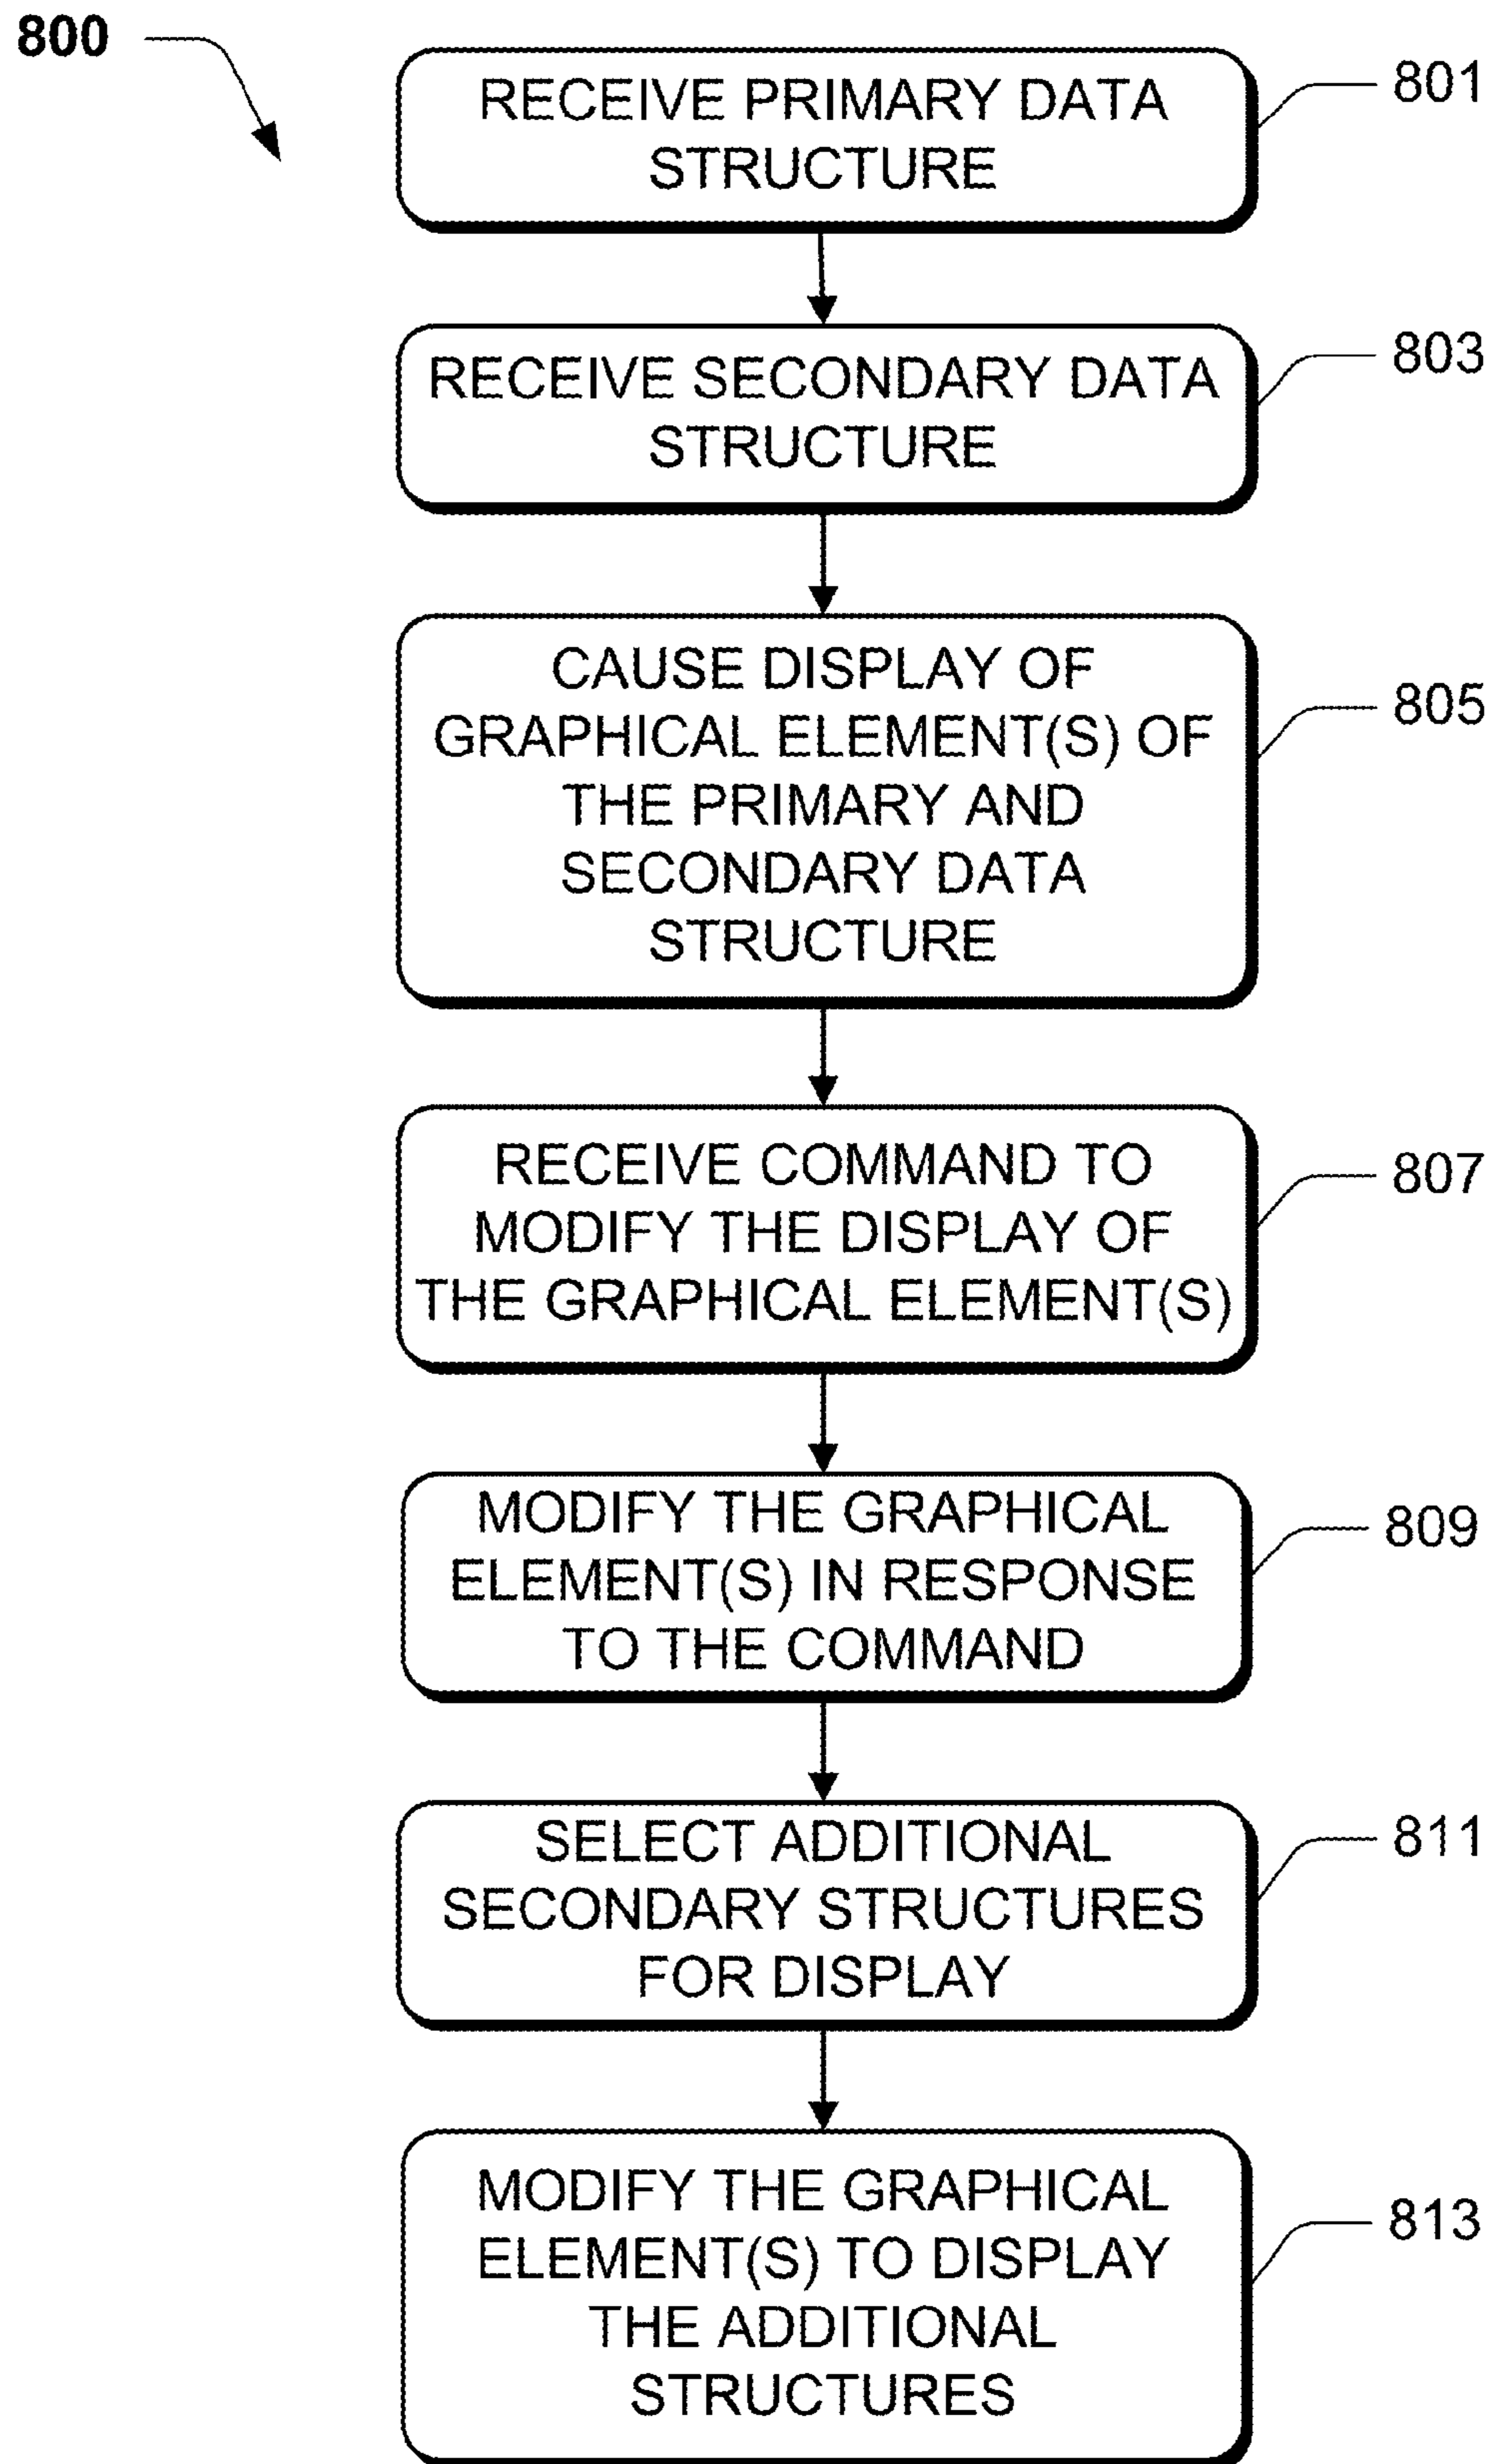 800
RECEIVE PRIMARY DATA
STRUCTURE
801
RECEIVE SECONDARY DATA
STRUCTURE
803
CAUSE DISPLAY OF
GRAPHICAL ELEMENT(S) OF
THE PRIMARY AND
SECONDARY DATA
STRUCTURE
805
RECEIVE COMMAND TO
MODIFY THE DISPLAY OF
THE GRAPHICAL ELEMENT(S)
807
MODIFY THE GRAPHICAL
ELEMENT(S) IN RESPONSE
TO THE COMMAND
809
SELECT ADDITIONAL
SECONDARY STRUCTURES
FOR DISPLAY
811
MODIFY THE GRAPHICAL
ELEMENT(S) TO DISPLAY
THE ADDITIONAL
STRUCTURES
813